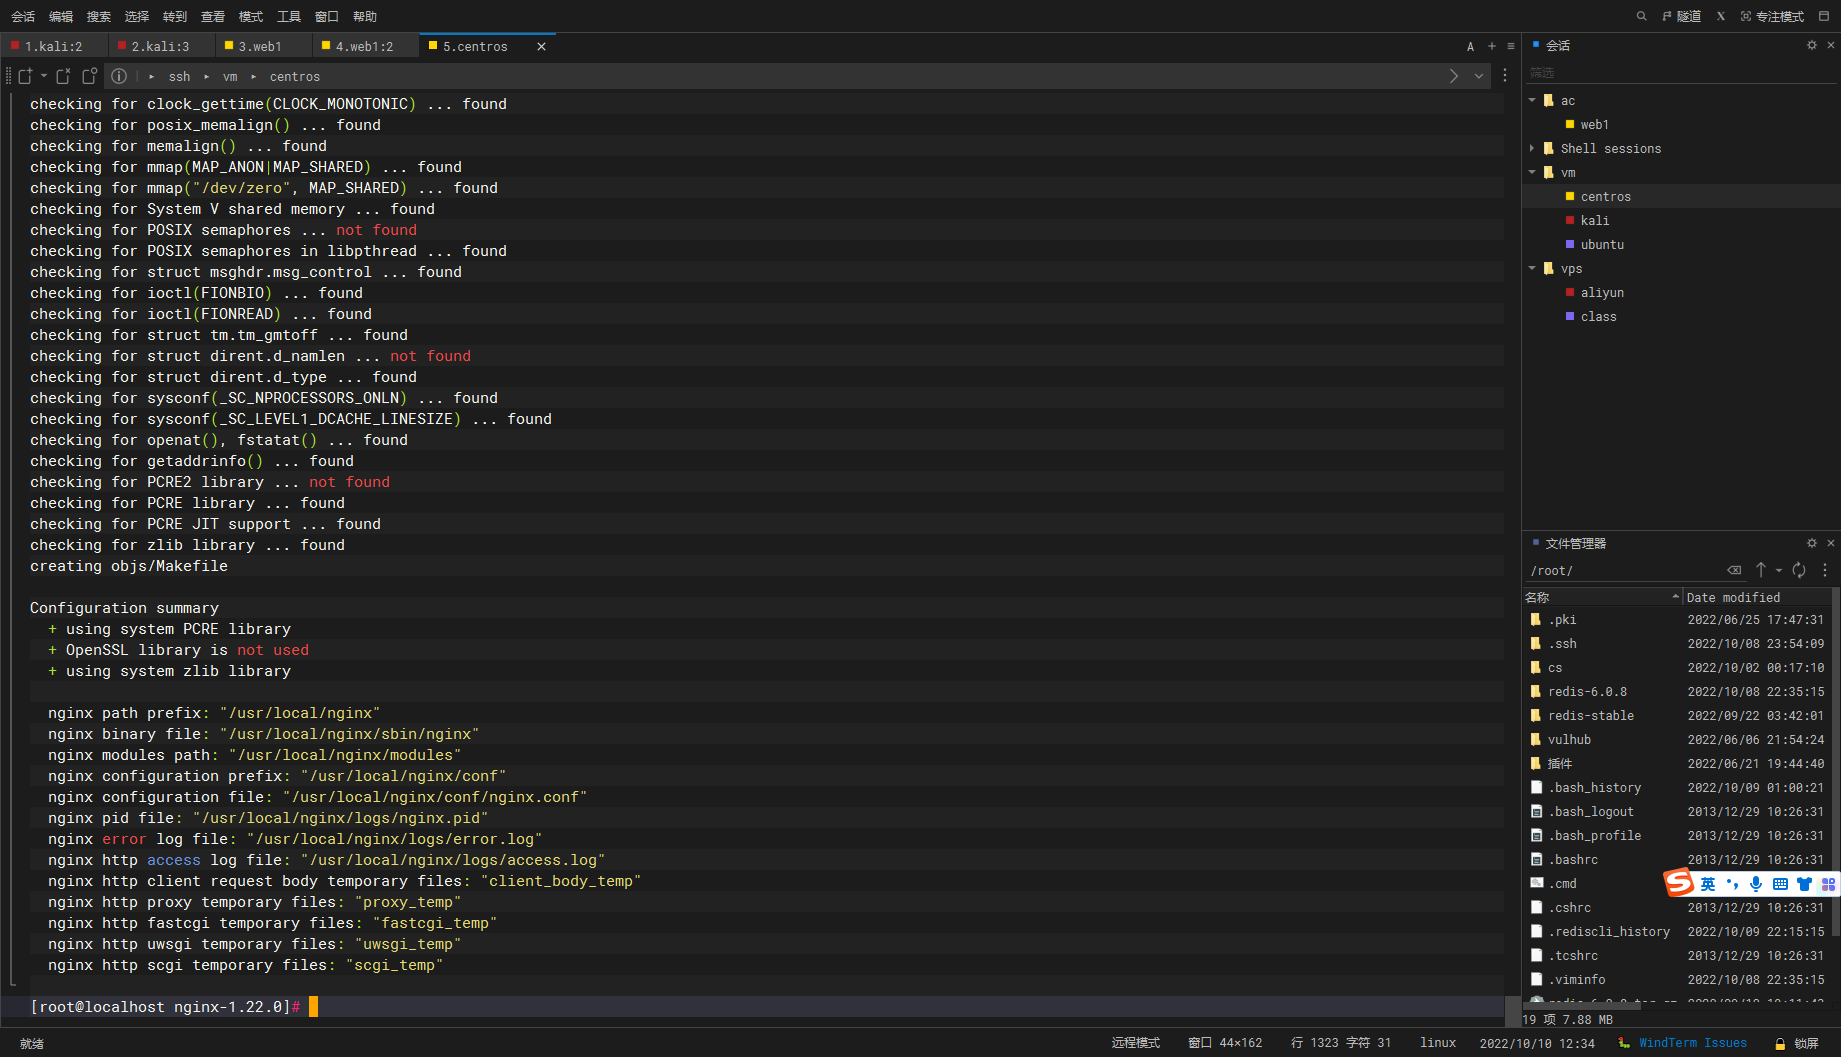 会话 编辑 搜索 选择 转到 查看 模式 工具 窗口 帮助 隧道 X 专注模式
1.kali:2 2.kali:3 3.web1 4.web1:2 5.centros A
ssh vm centros
checking for clock_gettime(CLOCK_MONOTONIC) ... found
checking for posix_memalign() ... found
checking for memalign() ... found
checking for mmap(MAP_ANON|MAP_SHARED) ... found
checking for mmap("/dev/zero", MAP_SHARED) ... found
checking for System V shared memory ... found
checking for POSIX semaphores ... not found
checking for POSIX semaphores in libpthread ... found
checking for struct msghdr.msg_control ... found
checking for ioctl(FIONBIO) ... found
checking for ioctl(FIONREAD) ... found
checking for struct tm.tm_gmtoff ... found
checking for struct dirent.d_namlen ... not found
checking for struct dirent.d_type ... found
checking for sysconf(_SC_NPROCESSORS_ONLN) ... found
checking for sysconf(_SC_LEVEL1_DCACHE_LINESIZE) ... found
checking for openat(), fstatat() ... found
checking for getaddrinfo() ... found
checking for PCRE2 library ... not found
checking for PCRE library ... found
checking for PCRE JIT support ... found
checking for zlib library ... found
creating objs/Makefile
Configuration summary
+ using system PCRE library
+ OpenSSL library is not used
+ using system zlib library
nginx path prefix: "/usr/local/nginx"
nginx binary file: "/usr/local/nginx/sbin/nginx"
nginx modules path: "/usr/local/nginx/modules"
nginx configuration prefix: "/usr/local/nginx/conf"
nginx configuration file: "/usr/local/nginx/conf/nginx.conf"
nginx pid file: "/usr/local/nginx/logs/nginx.pid"
nginx error log file: "/usr/local/nginx/logs/error.log"
nginx http access log file: "/usr/local/nginx/logs/access.log"
nginx http client request body temporary files: "client_body_temp"
nginx http proxy temporary files: "proxy_temp"
nginx http fastcgi temporary files: "fastcgi_temp"
nginx http uwsgi temporary files: "uwsgi_temp"
nginx http scgi temporary files: "scgi_temp"
[root@localhost nginx-1.22.0]#
会话
筛选
ac
web1
Shell sessions
vm
centros
kali
ubuntu
vps
aliyun
class
文件管理器
/root/
名称 Date modified
.pki 2022/06/25 17:47:31
.ssh 2022/10/08 23:54:09
cs 2022/10/02 00:17:10
redis-6.0.8 2022/10/08 22:35:15
redis-stable 2022/09/22 03:42:01
vulhub 2022/06/06 21:54:24
插件 2022/06/21 19:44:40
.bash_history 2022/10/09 01:00:21
.bash_logout 2013/12/29 10:26:31
.bash_profile 2013/12/29 10:26:31
.bashrc 2013/12/29 10:26:31
.cmd
英
.cshrc 2013/12/29 10:26:31
.rediscli_history 2022/10/09 22:15:15
.tcshrc 2013/12/29 10:26:31
.viminfo 2022/10/08 22:35:15
19 项 7.88 MB
就绪 远程模式 窗口 44×162 行 1323 字符 31 linux 2022/10/10 12:34 WindTerm Issues 锁屏